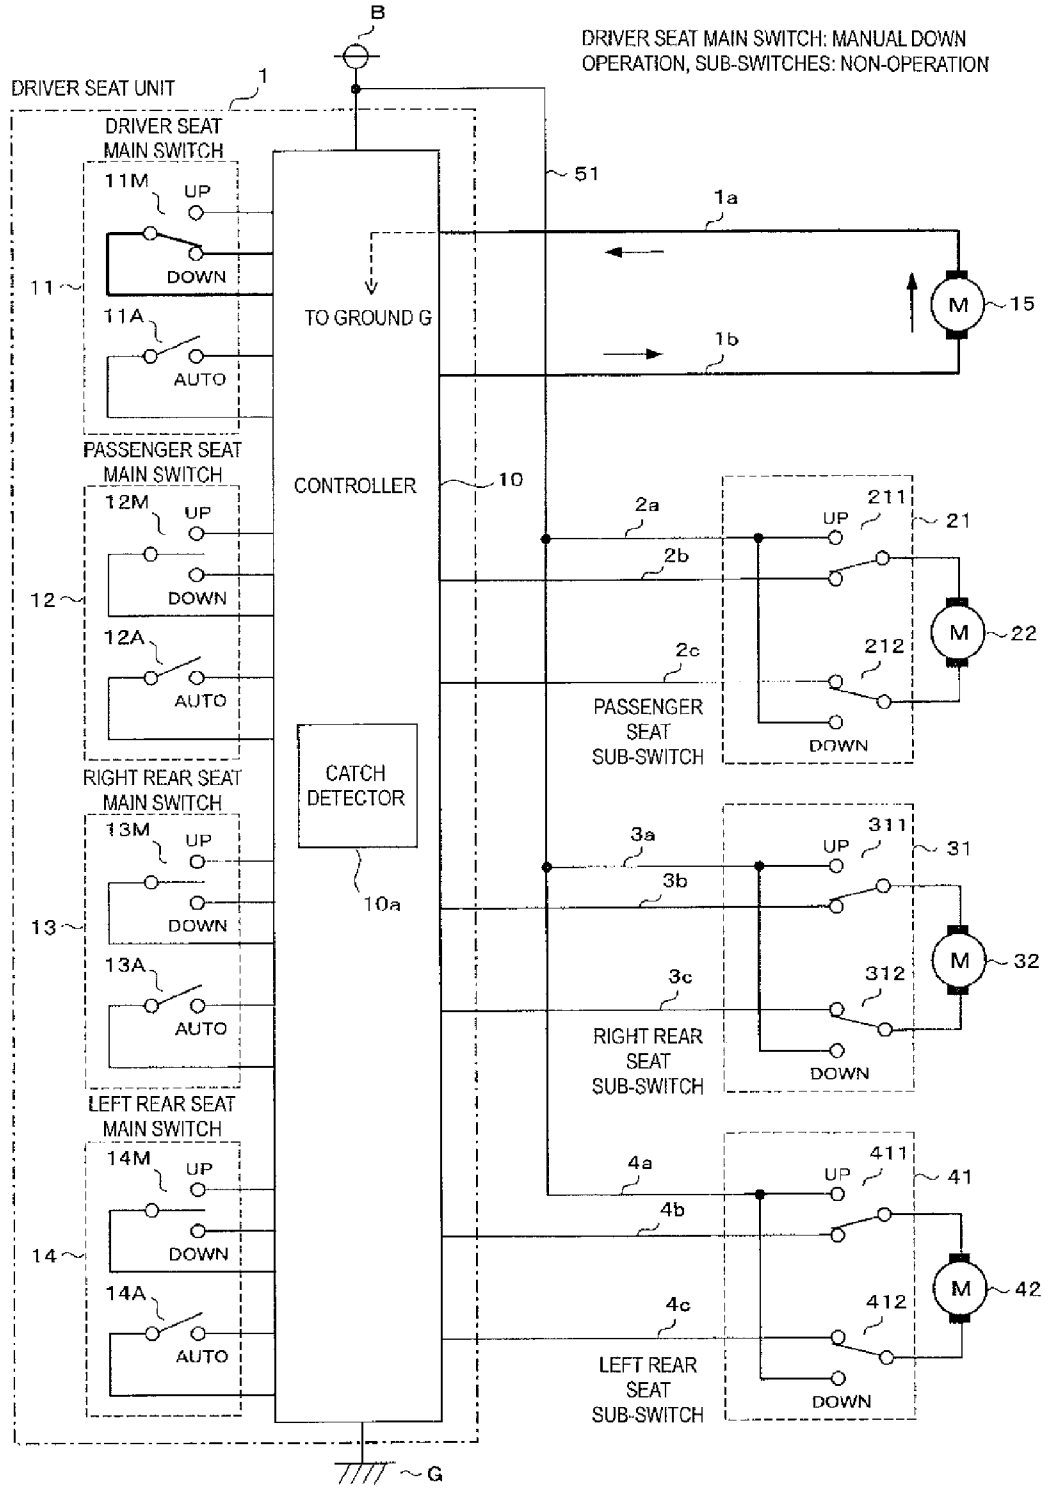 B
DRIVER SEAT MAIN SWITCH: MANUAL DOWN
OPERATION, SUB-SWITCHES: NON-OPERATION
DRIVER SEAT UNIT
1
DRIVER SEAT
MAIN SWITCH
11M
UP
DOWN
11
11A
AUTO
51
1a
TO GROUND G
M
15
1b
PASSENGER SEAT
MAIN SWITCH
12M
UP
DOWN
12
12A
AUTO
CONTROLLER
10
2a
2b
2c
UP
211
21
M
22
212
PASSENGER
SEAT
SUB-SWITCH
DOWN
CATCH
DETECTOR
10a
RIGHT REAR SEAT
MAIN SWITCH
13M
UP
DOWN
13
13A
AUTO
3a
3b
3c
UP
311
31
M
32
312
RIGHT REAR
SEAT
SUB-SWITCH
DOWN
LEFT REAR SEAT
MAIN SWITCH
14M
UP
DOWN
14
14A
AUTO
4a
4b
4c
UP
411
41
M
42
412
LEFT REAR
SEAT
SUB-SWITCH
DOWN
G